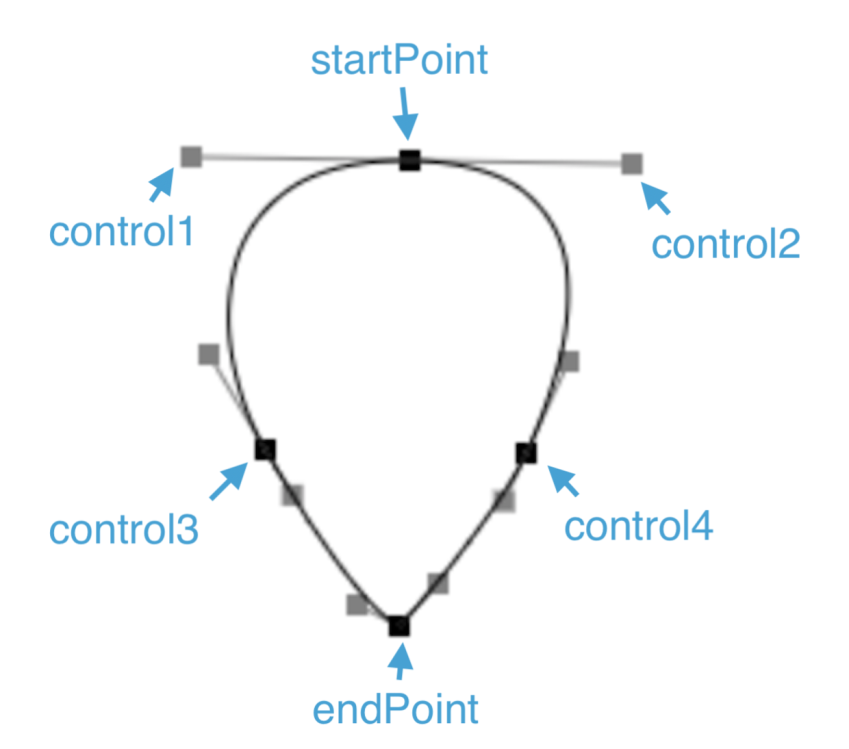 startPoint
control1
control2
control3
control4
endPoint